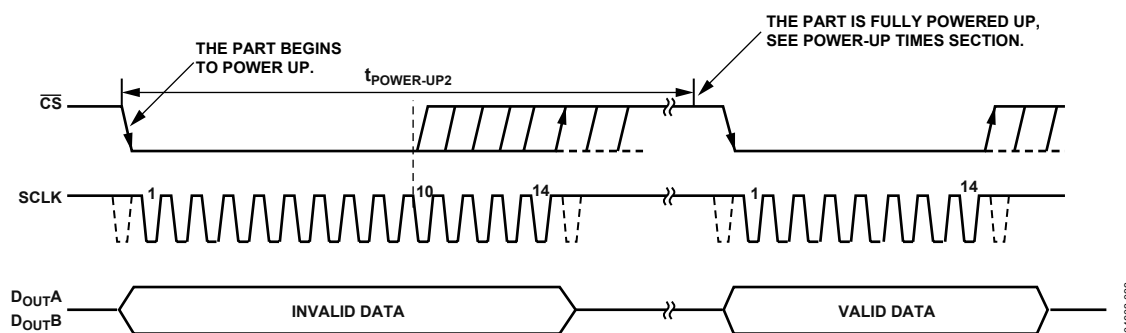 THE PART BEGINS
TO POWER UP.
THE PART IS FULLY POWERED UP,
SEE POWER-UP TIMES SECTION.
tPOWER-UP2
CS
SCLK
1
10
14
1
14
DOUTA
DOUTB
INVALID DATA
VALID DATA